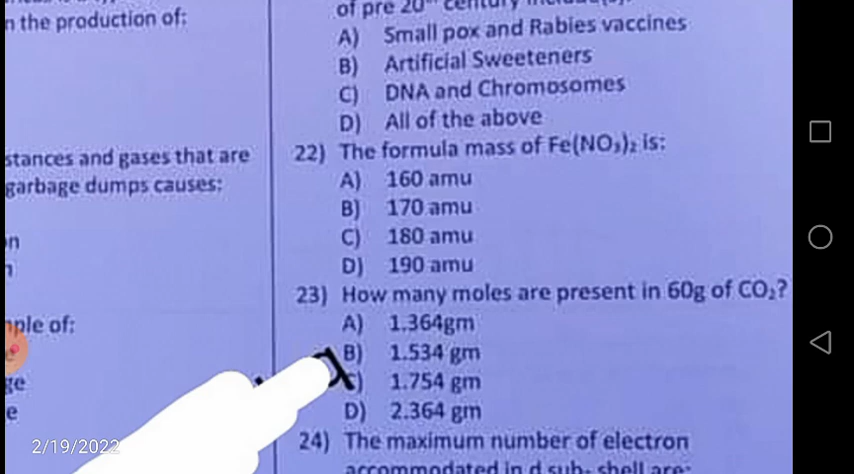 n the production of:
stances and gases that are
garbage dumps causes:
n
ple of:
ge
e
of pre 20th century
A) Small pox and Rabies vaccines
B) Artificial Sweeteners
C) DNA and Chromosomes
D) All of the above
22) The formula mass of Fe(NO₃)₂ is:
A) 160 amu
B) 170 amu
C) 180 amu
D) 190 amu
23) How many moles are present in 60g of CO₂?
A) 1.364gm
B) 1.534 gm
C) 1.754 gm
D) 2.364 gm
24) The maximum number of electron
accommodated in d sub- shell are:
2/19/2022